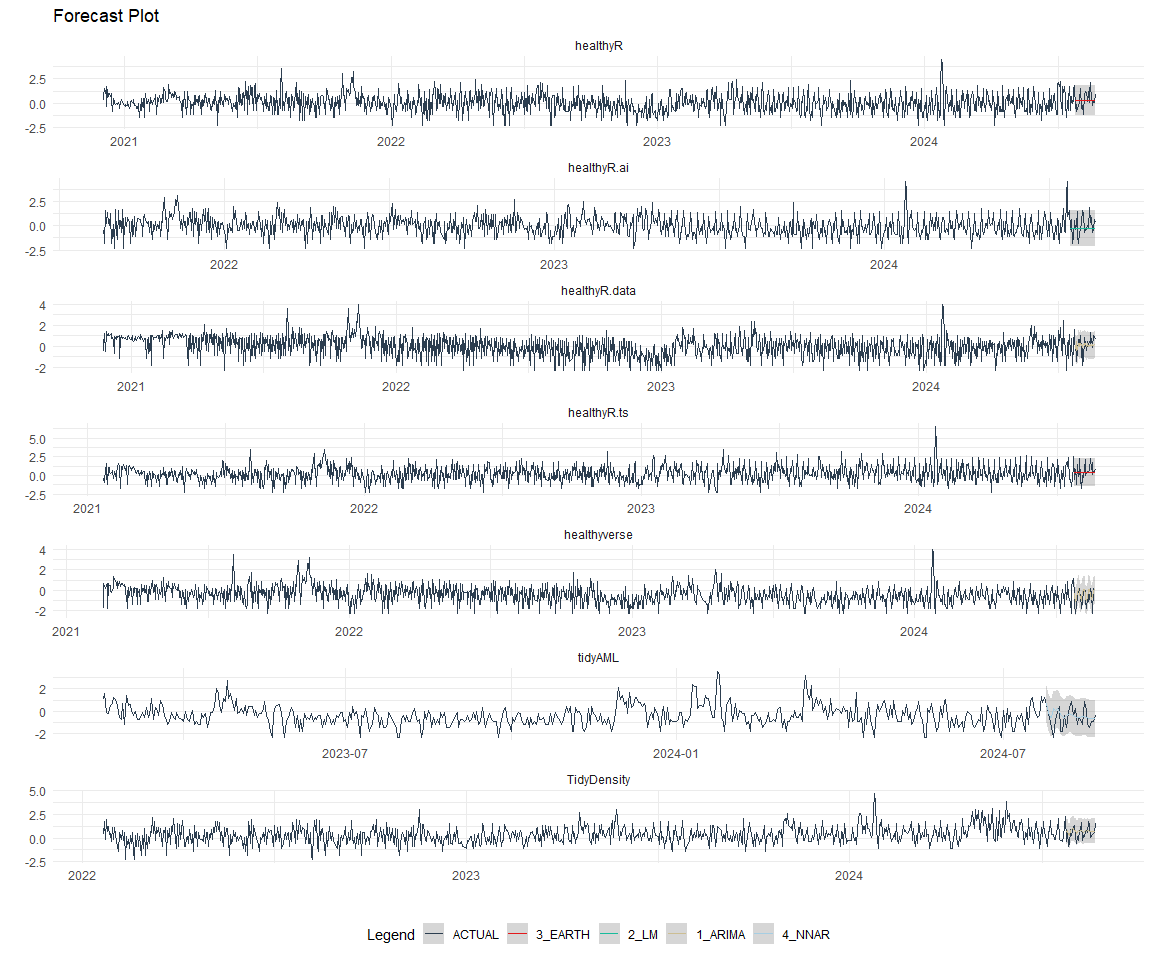 Forecast Plot
healthyR
2.5
0.0
-2.5
2021 2022 2023 2024
healthyR.ai
2.5
0.0
-2.5
2022 2023 2024
healthyR.data
4
2
0
-2
2021 2022 2023 2024
healthyR.ts
5.0
2.5
0.0
-2.5
2021 2022 2023 2024
healthyverse
4
2
0
-2
2021 2022 2023 2024
tidyAML
2
0
-2
2023-07 2024-01 2024-07
TidyDensity
5.0
2.5
0.0
-2.5
2022 2023 2024
Legend ACTUAL 3_EARTH 2_LM 1_ARIMA 4_NNAR